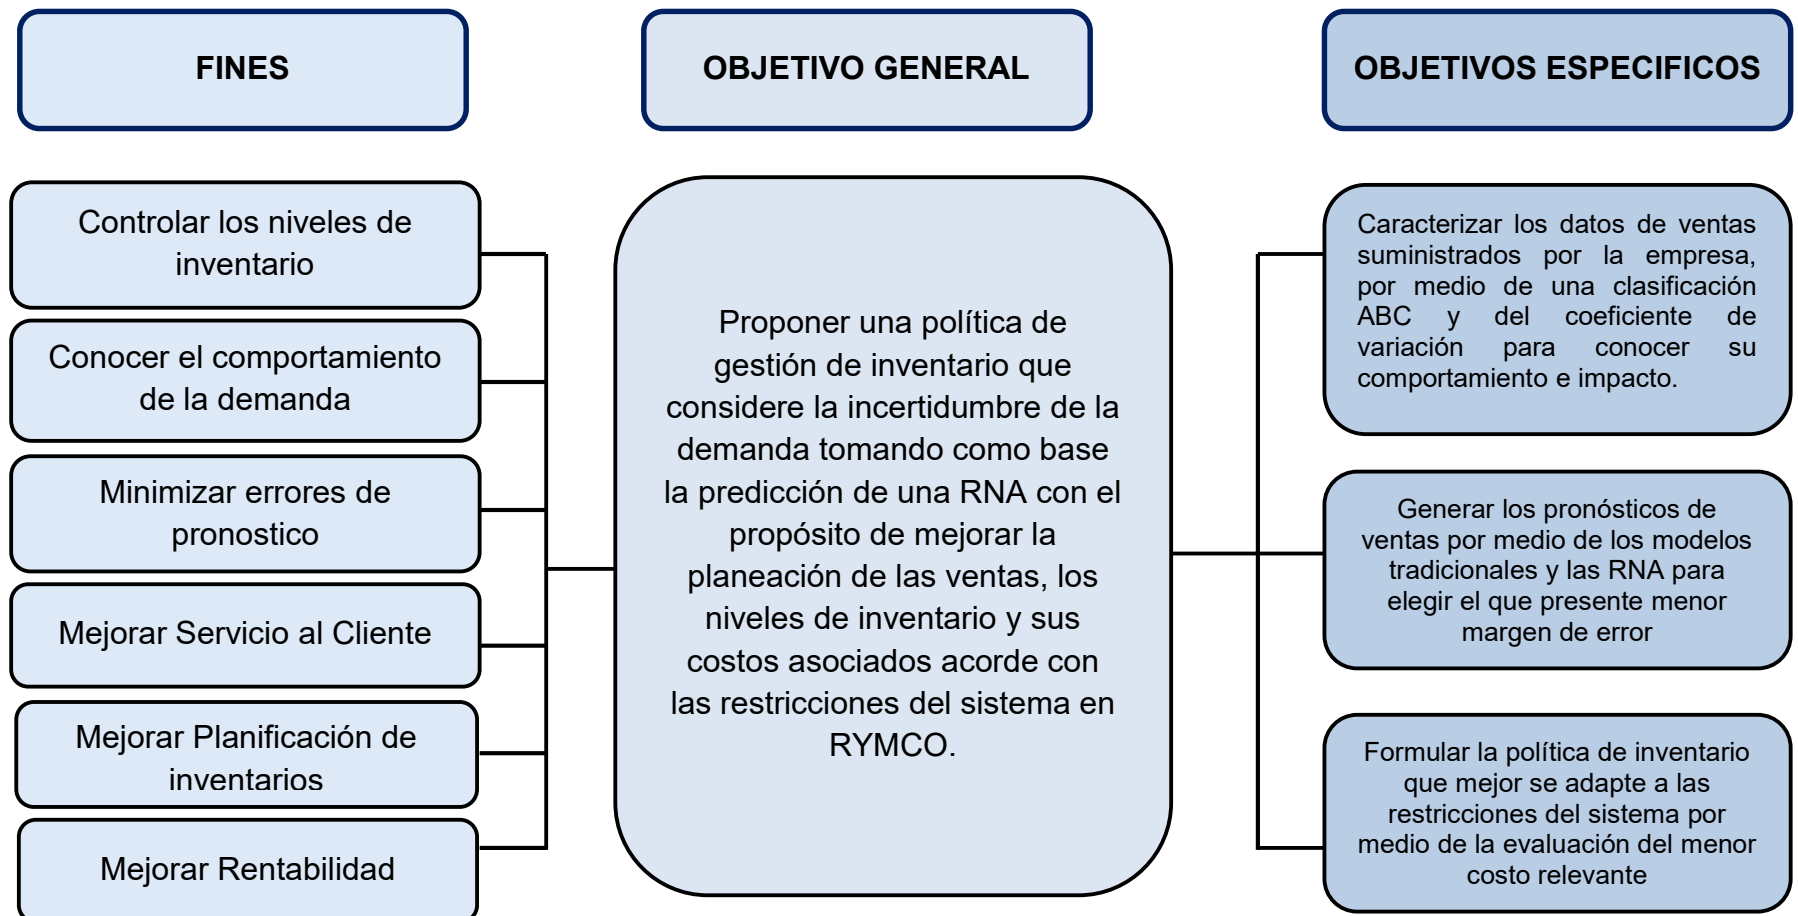 FINES
OBJETIVO GENERAL
OBJETIVOS ESPECIFICOS
Controlar los niveles de
inventario
Conocer el comportamiento
de la demanda
Minimizar errores de
pronostico
Mejorar Servicio al Cliente
Mejorar Planificación de
inventarios
Mejorar Rentabilidad
Proponer una política de
gestión de inventario que
considere la incertidumbre de la
demanda tomando como base
la predicción de una RNA con el
propósito de mejorar la
planeación de las ventas, los
niveles de inventario y sus
costos asociados acorde con
las restricciones del sistema en
RYMCO.
Caracterizar los datos de ventas
suministrados por la empresa,
por medio de una clasificación
ABC y del coeficiente de
variación para conocer su
comportamiento e impacto.
Generar los pronósticos de
ventas por medio de los modelos
tradicionales y las RNA para
elegir el que presente menor
margen de error
Formular la política de inventario
que mejor se adapte a las
restricciones del sistema por
medio de la evaluación del menor
costo relevante